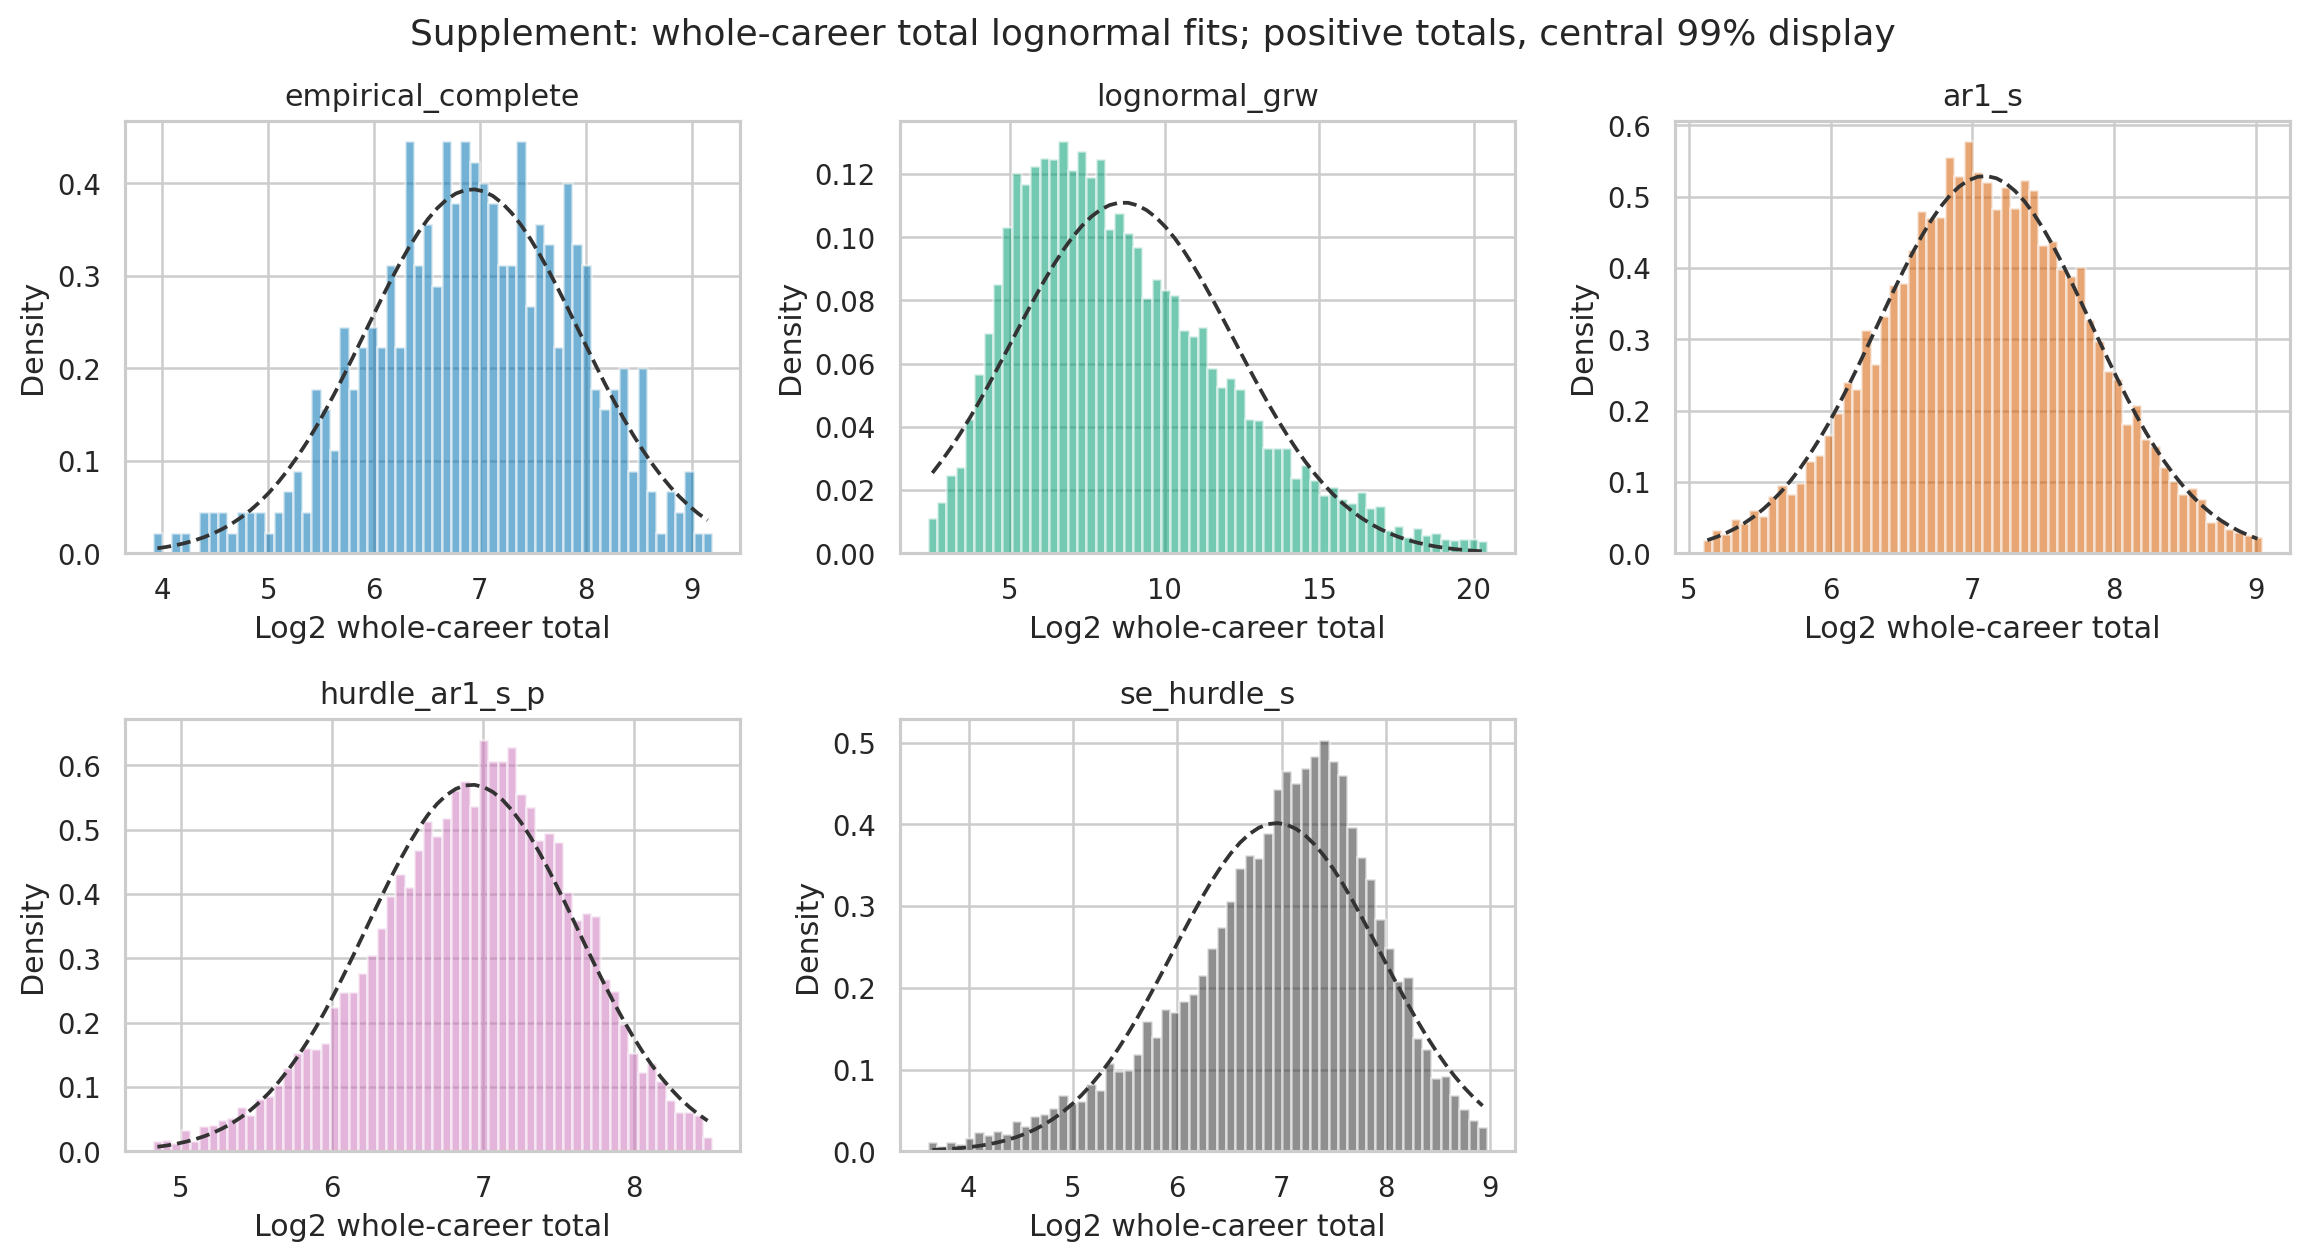 Supplement: whole-career total lognormal fits; positive totals, central 99% display
empirical_complete
Density
0.4
0.3
0.2
0.1
0.0
4 5 6 7 8 9
Log2 whole-career total
lognormal_grw
Density
0.12
0.10
0.08
0.06
0.04
0.02
0.00
5 10 15 20
Log2 whole-career total
ar1_s
Density
0.6
0.5
0.4
0.3
0.2
0.1
0.0
5 6 7 8 9
Log2 whole-career total
hurdle_ar1_s_p
Density
0.6
0.5
0.4
0.3
0.2
0.1
0.0
5 6 7 8
Log2 whole-career total
se_hurdle_s
Density
0.5
0.4
0.3
0.2
0.1
0.0
4 5 6 7 8 9
Log2 whole-career total